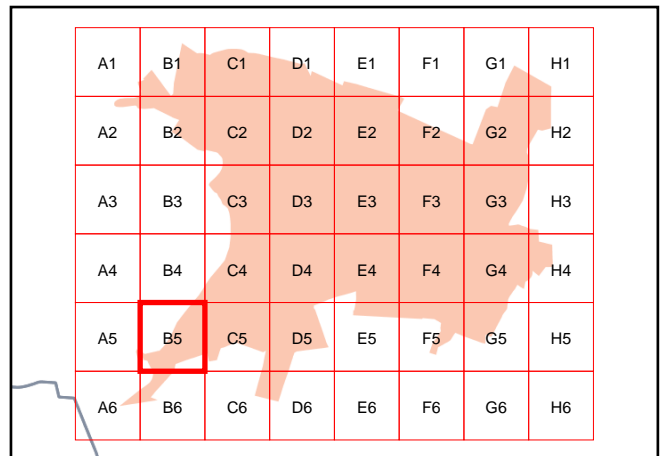 A1 B1 C1 D1 E1 F1 G1 H1
A2 B2 C2 D2 E2 F2 G2 H2
A3 B3 C3 D3 E3 F3 G3 H3
A4 B4 C4 D4 E4 F4 G4 H4
A5 B5 C5 D5 E5 F5 G5 H5
A6 B6 C6 D6 E6 F6 G6 H6